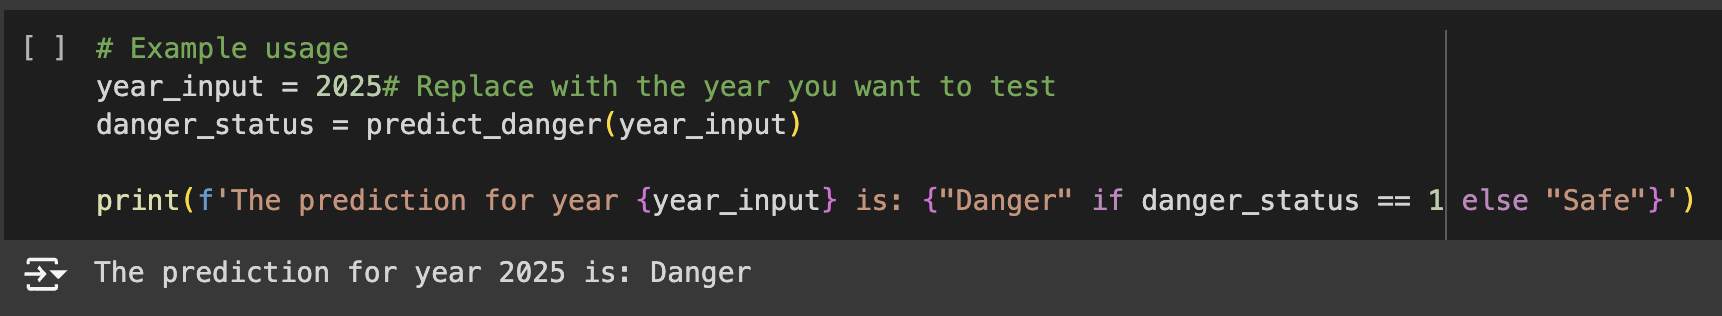 [ ] # Example usage
year_input = 2025# Replace with the year you want to test
danger_status = predict_danger(year_input)
print(f'The prediction for year {year_input} is: {"Danger" if danger_status == 1 else "Safe"}')
The prediction for year 2025 is: Danger